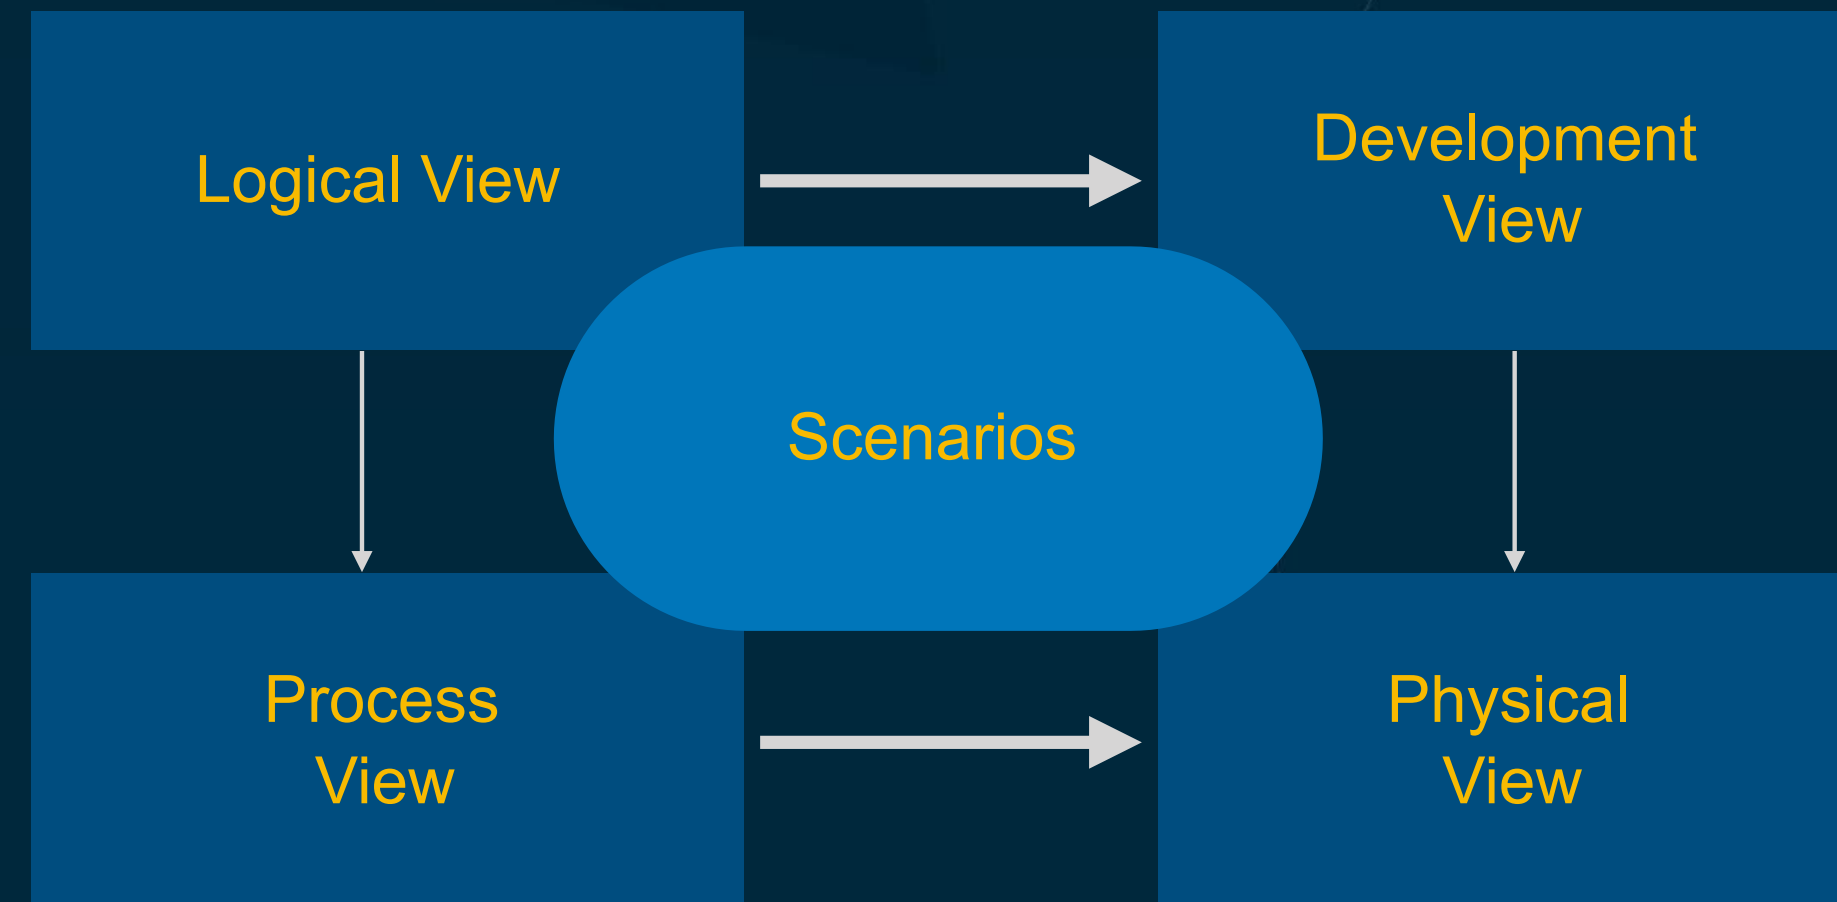 Logical View
Development
View
Scenarios
Process
View
Physical
View